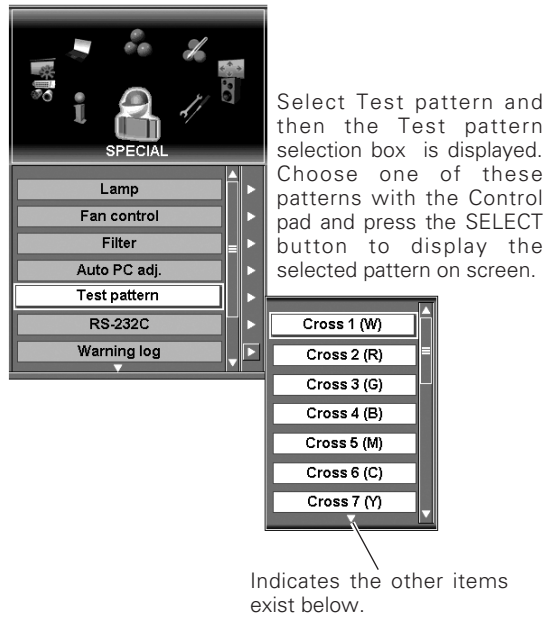 SPECIAL
Lamp
Fan control
Filter
Auto PC adj.
Test pattern
RS-232C
Warning log
Select Test pattern and
then the Test pattern
selection box is displayed.
Choose one of these
patterns with the Control
pad and press the SELECT
button to display the
selected pattern on screen.
Cross 1 (W)
Cross 2 (R)
Cross 3 (G)
Cross 4 (B)
Cross 5 (M)
Cross 6 (C)
Cross 7 (Y)
Indicates the other items
exist below.